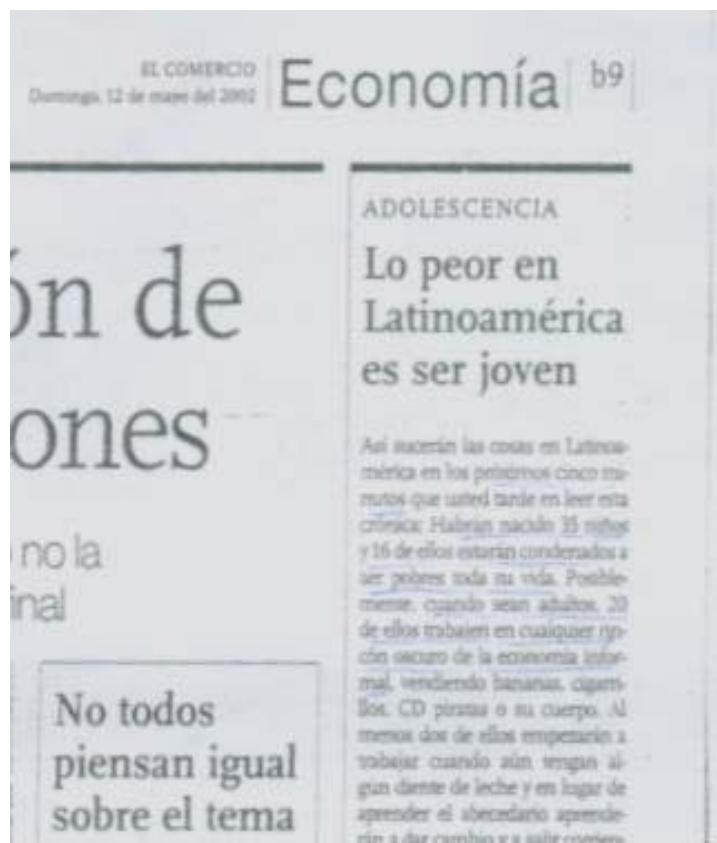 EL COMERCIO
Domingo, 12 de mayo del 2002
Economía
b9
ón de
ones
no la
inal
No todos
piensan igual
sobre el tema
ADOLESCENCIA
Lo peor en
Latinoamérica
es ser joven
Así sucerán las cosas en Latinoa-
mérica en los próximos cinco mi-
nutos que usted tarde en leer esta
crónica: Habrán nacido 35 niños
y 16 de ellos estarán condenados a
ser pobres toda su vida. Posible-
mente, cuando sean adultos, 20
de ellos trabajen en cualquier rin-
cón oscuro de la economía infor-
mal, vendiendo bananas, cigarri-
llos, CD piratas o su cuerpo. Al
menos dos de ellos empezarán a
trabajar cuando aún tengan al-
gun diente de leche y en lugar de
aprender el abecedario aprende-
rán a dar cambio y a salir